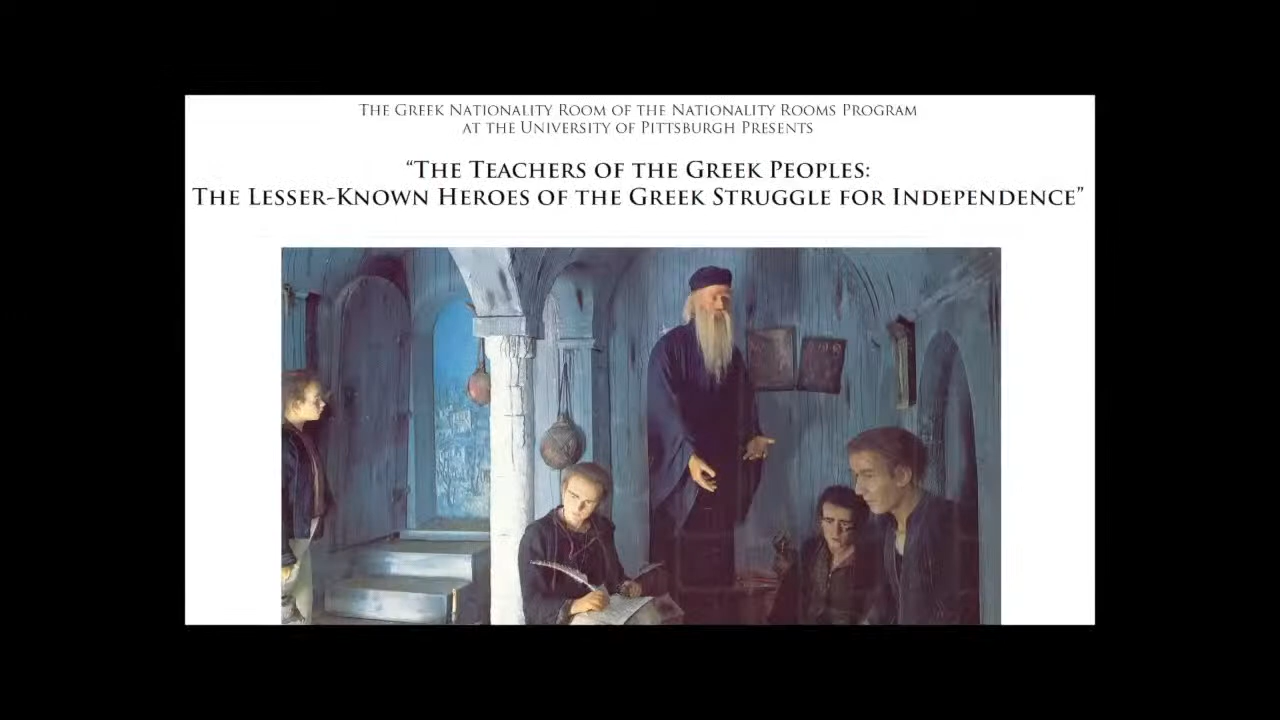 THE GREEK NATIONALITY ROOM OF THE NATIONALITY ROOMS PROGRAM
AT THE UNIVERSITY OF PITTSBURGH PRESENTS
“THE TEACHERS OF THE GREEK PEOPLES:
THE LESSER-KNOWN HEROES OF THE GREEK STRUGGLE FOR INDEPENDENCE”